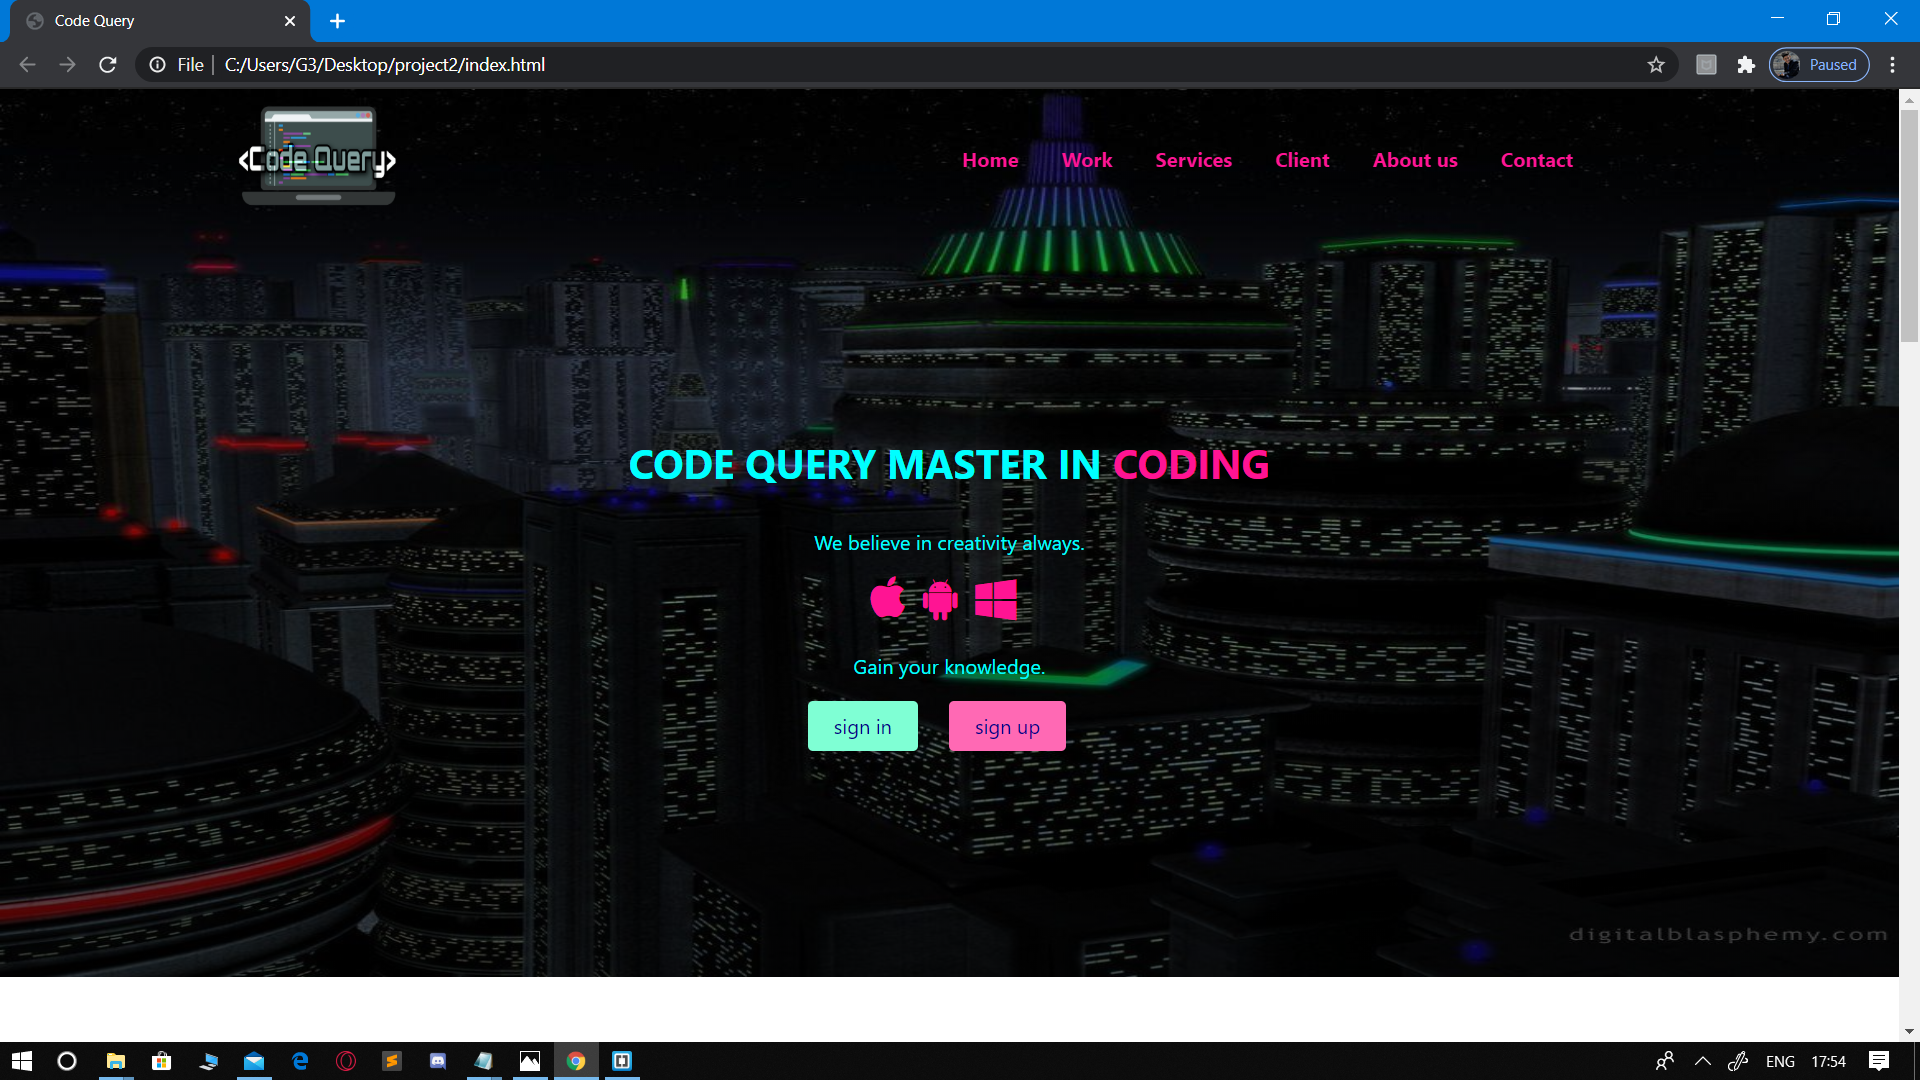 Code Query
File
C:/Users/G3/Desktop/project2/index.html
Paused
<Code Query>
Home Work Services Client About us Contact
CODE QUERY MASTER IN CODING
We believe in creativity always.
Gain your knowledge.
sign in sign up
digitalblasphemy.com
ENG 17:54